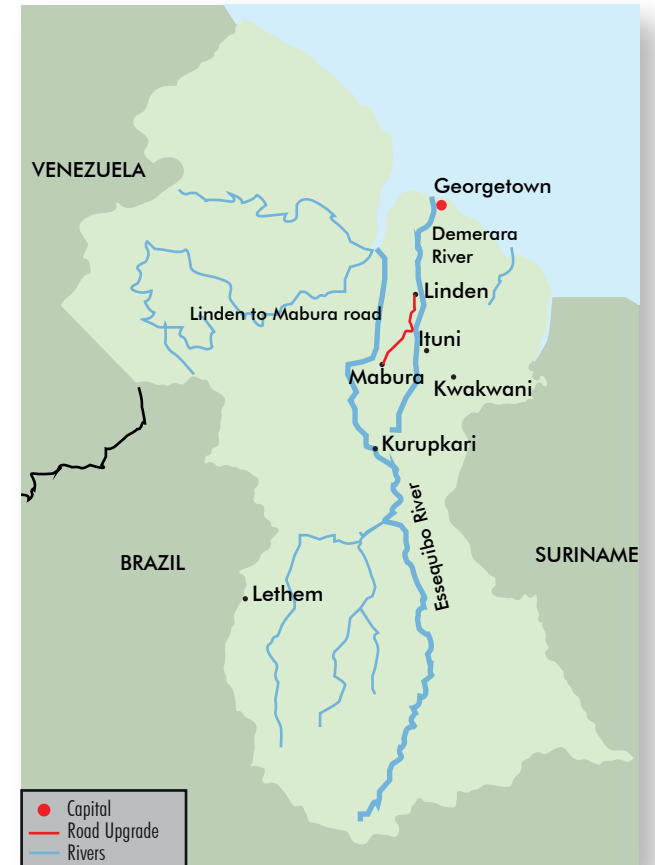 VENEZUELA
Georgetown
Demerara
River
Linden
Linden to Mabura road
Ituni
Mabura
Kwakwani
Kurupkari
Essequibo River
BRAZIL
SURINAME
Lethem
Capital
Road Upgrade
Rivers